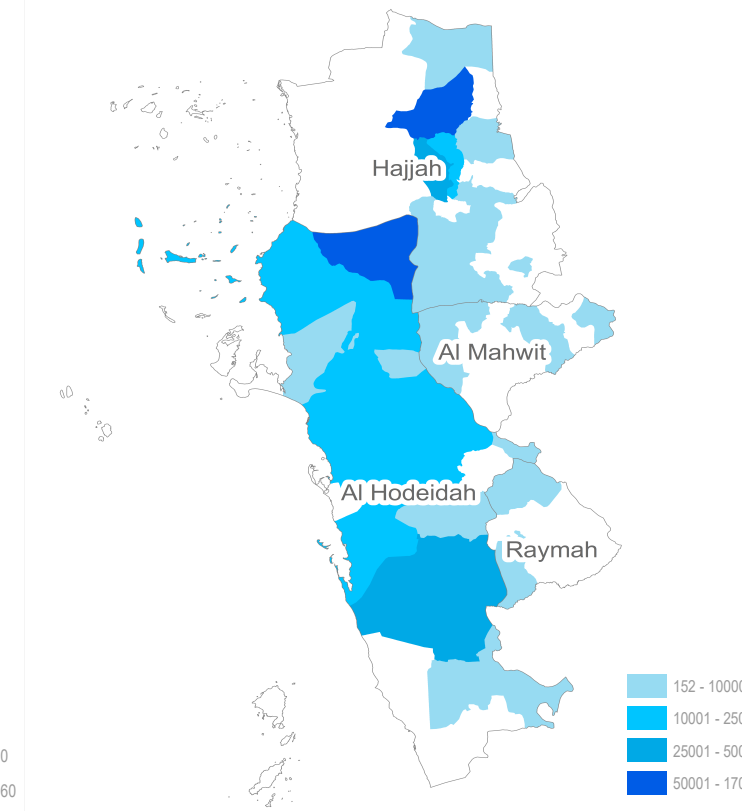 Hajjah
Al Mahwit
Al Hodeidah
Raymah
152 - 10000
10001 - 250
25001 - 500
50001 - 170
0
60